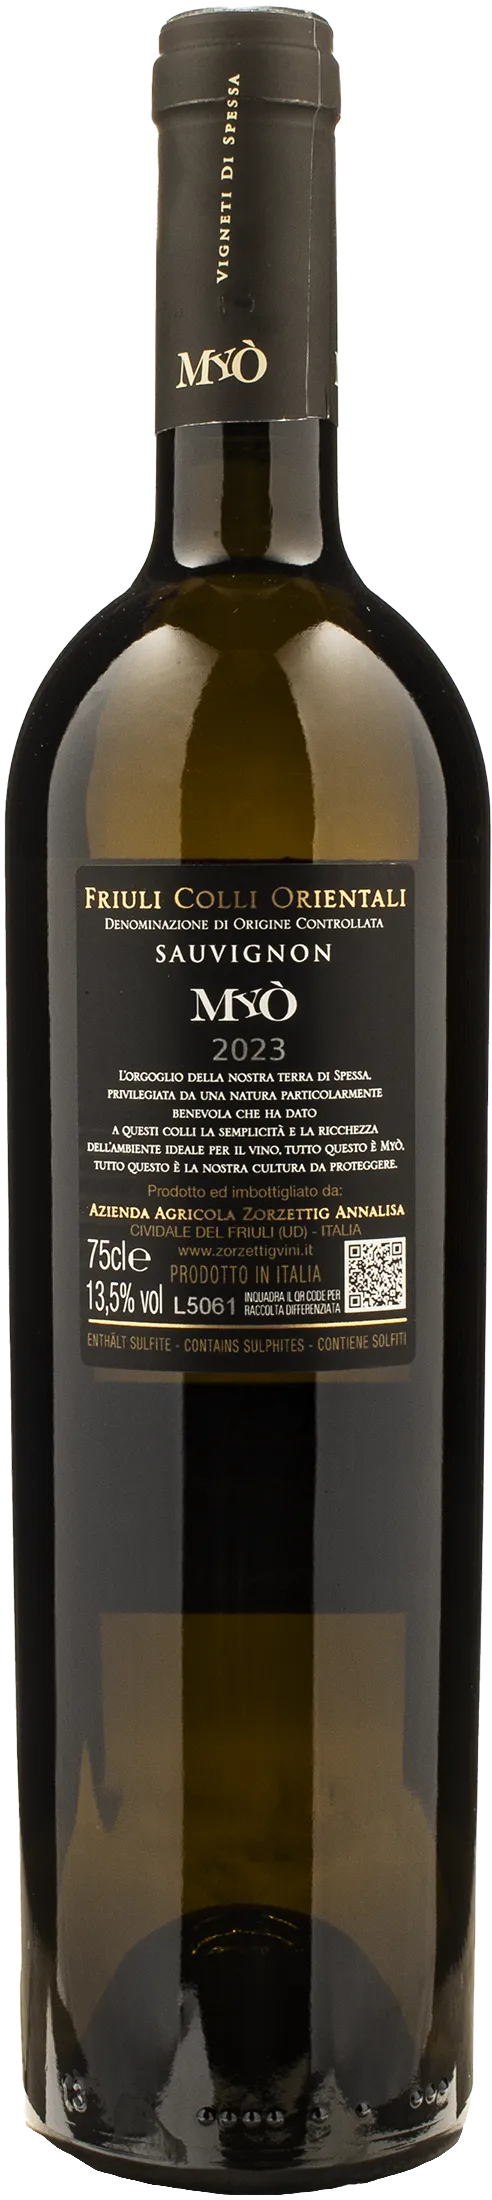 VIGNETI DI SPESSA
MYÒ
FRIULI COLLI ORIENTALI
DENOMINAZIONE DI ORIGINE CONTROLLATA
SAUVIGNON
MYÒ
2023
L'ORGOGLIO DELLA NOSTRA TERRA DI SPESSA,
PRIVILEGIATA DA UNA NATURA PARTICOLARMENTE
BENEVOLA CHE HA DATO
A QUESTI COLLI LA SEMPLICITÀ E LA RICCHEZZA
DELL'AMBIENTE IDEALE PER IL VINO. TUTTO QUESTO È MYÒ,
TUTTO QUESTO È LA NOSTRA CULTURA DA PROTEGGERE.
Prodotto ed imbottigliato da:
AZIENDA AGRICOLA ZORZETTIG ANNALISA
CIVIDALE DEL FRIULI (UD) - ITALIA
www.zorzettigvini.it
75cl e
PRODOTTO IN ITALIA
13,5% vol L5061 INQUADRA IL QR CODE PER
RACCOLTA DIFFERENZIATA
ENTHÄLT SULFITE - CONTAINS SULPHITES - CONTIENE SOLFITI
13